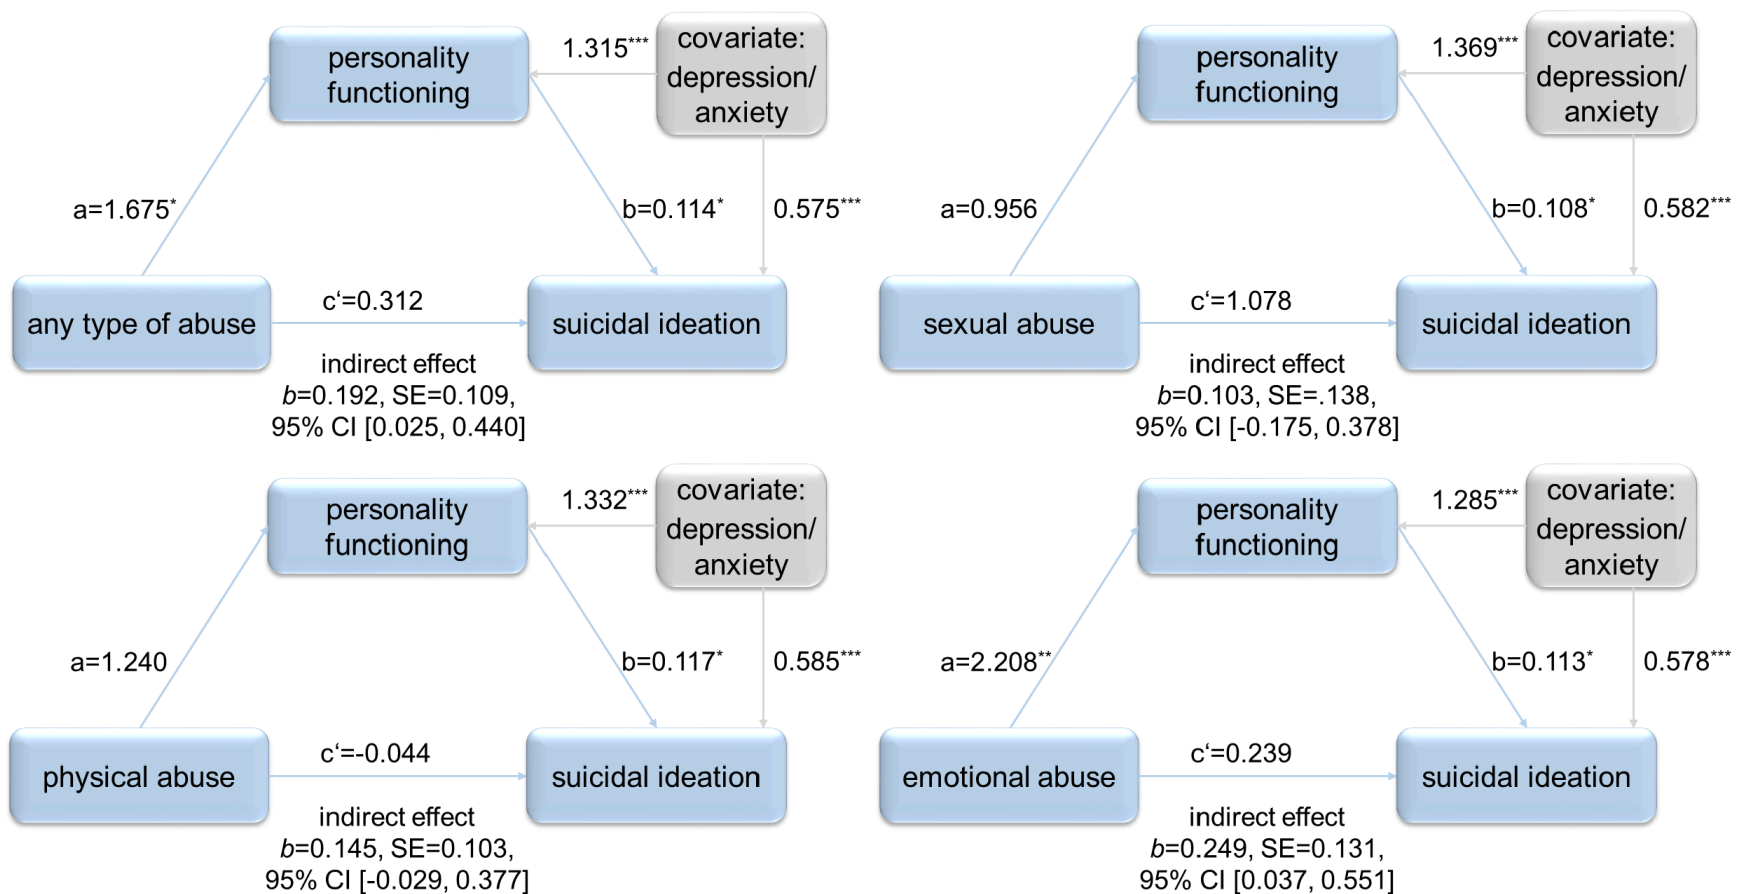 personality
functioning
1.315***
covariate:
depression/
anxiety
a=1.675*
b=0.114*
0.575***
any type of abuse
c‘=0.312
suicidal ideation
indirect effect
b=0.192, SE=0.109,
95% CI [0.025, 0.440]
personality
functioning
1.369***
covariate:
depression/
anxiety
a=0.956
b=0.108*
0.582***
sexual abuse
c‘=1.078
suicidal ideation
indirect effect
b=0.103, SE=.138,
95% CI [-0.175, 0.378]
personality
functioning
1.332***
covariate:
depression/
anxiety
a=1.240
b=0.117*
0.585***
physical abuse
c‘=-0.044
suicidal ideation
indirect effect
b=0.145, SE=0.103,
95% CI [-0.029, 0.377]
personality
functioning
1.285***
covariate:
depression/
anxiety
a=2.208**
b=0.113*
0.578***
emotional abuse
c‘=0.239
suicidal ideation
indirect effect
b=0.249, SE=0.131,
95% CI [0.037, 0.551]